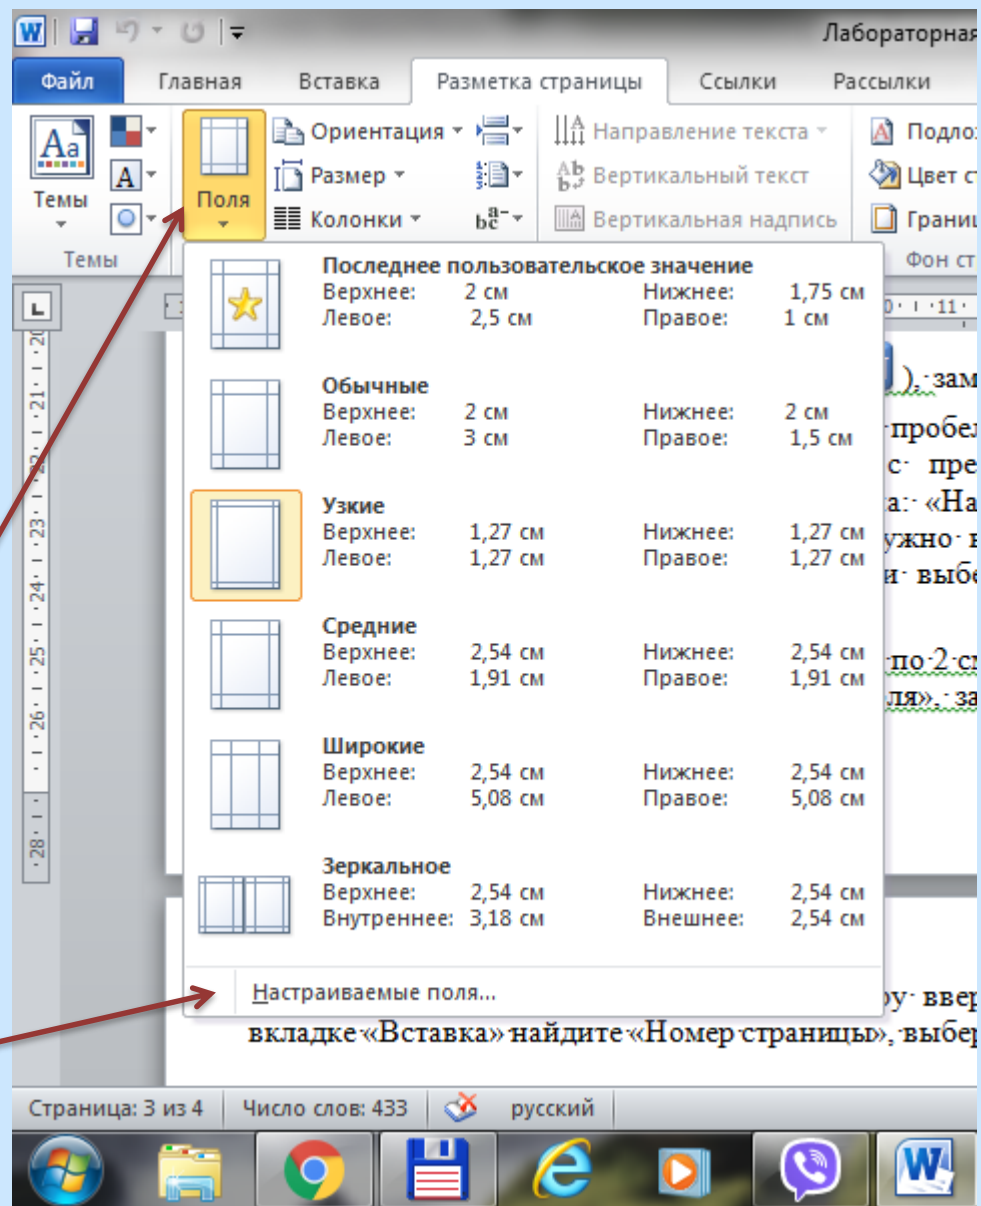 Лабораторная
Файл Главная Вставка Разметка страницы Ссылки Рассылки
Aa
Темы
A
Поля
Ориентация
Размер
Колонки
Направление текста
Вертикальный текст
Вертикальная надпись
Темы
Последнее пользовательское значение
Верхнее: 2 см Нижнее: 1,75 см
Левое: 2,5 см Правое: 1 см
Обычные
Верхнее: 2 см Нижнее: 2 см
Левое: 3 см Правое: 1,5 см
Узкие
Верхнее: 1,27 см Нижнее: 1,27 см
Левое: 1,27 см Правое: 1,27 см
Средние
Верхнее: 2,54 см Нижнее: 2,54 см
Левое: 1,91 см Правое: 1,91 см
Широкие
Верхнее: 2,54 см Нижнее: 2,54 см
Левое: 5,08 см Правое: 5,08 см
Зеркальное
Верхнее: 2,54 см Нижнее: 2,54 см
Внутреннее: 3,18 см Внешнее: 2,54 см
Настраиваемые поля...
вкладке «Вставка» найдите «Номер страницы»,
Страница: 3 из 4 Число слов: 433 русский